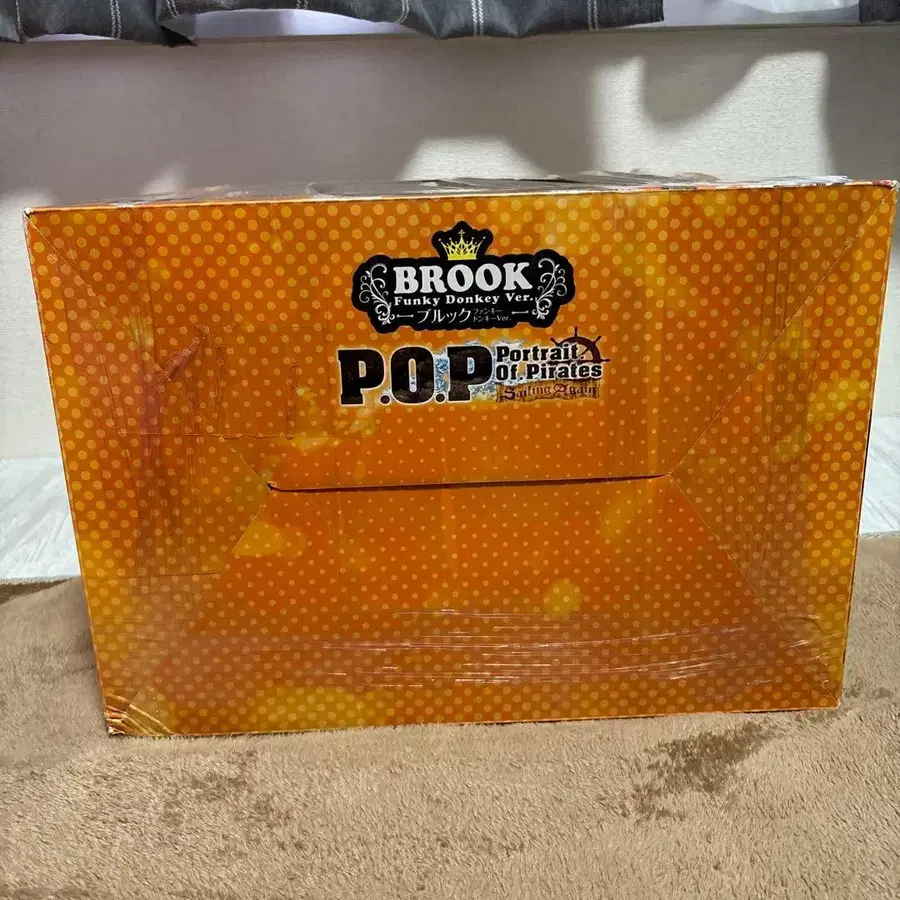 BROOK
Funky Donkey Ver.
ブルック ファンキー
ドンキーVer.
P.O.P Portrait
Of.Pirates
Sailing Again